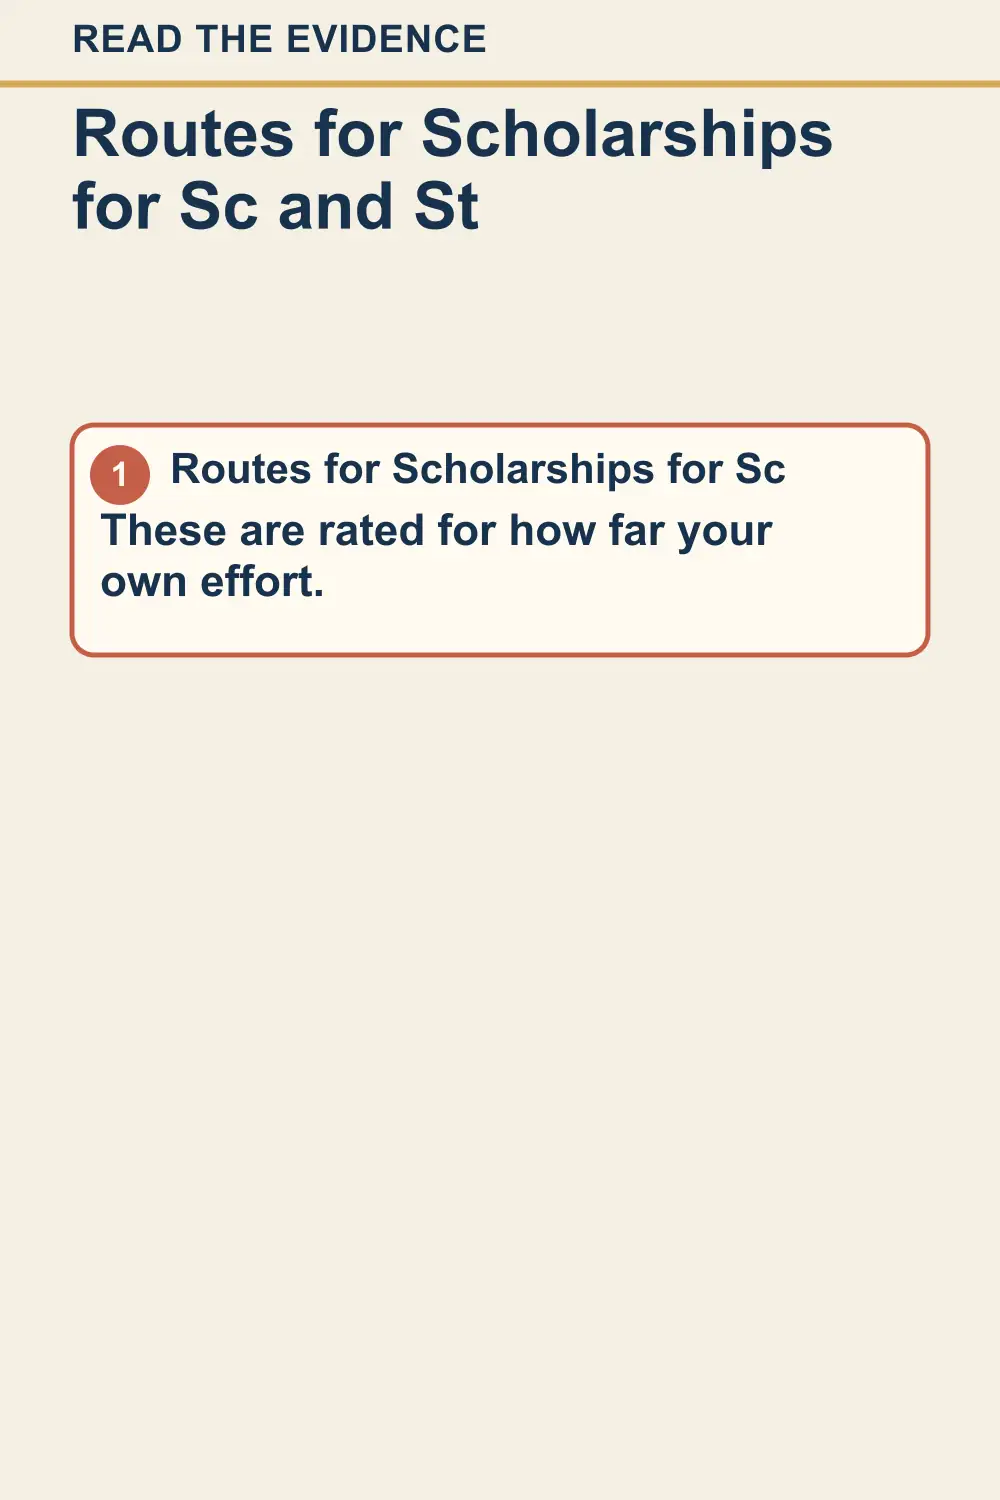 READ THE EVIDENCE
Routes for Scholarships
for Sc and St
1 Routes for Scholarships for Sc
These are rated for how far your
own effort.